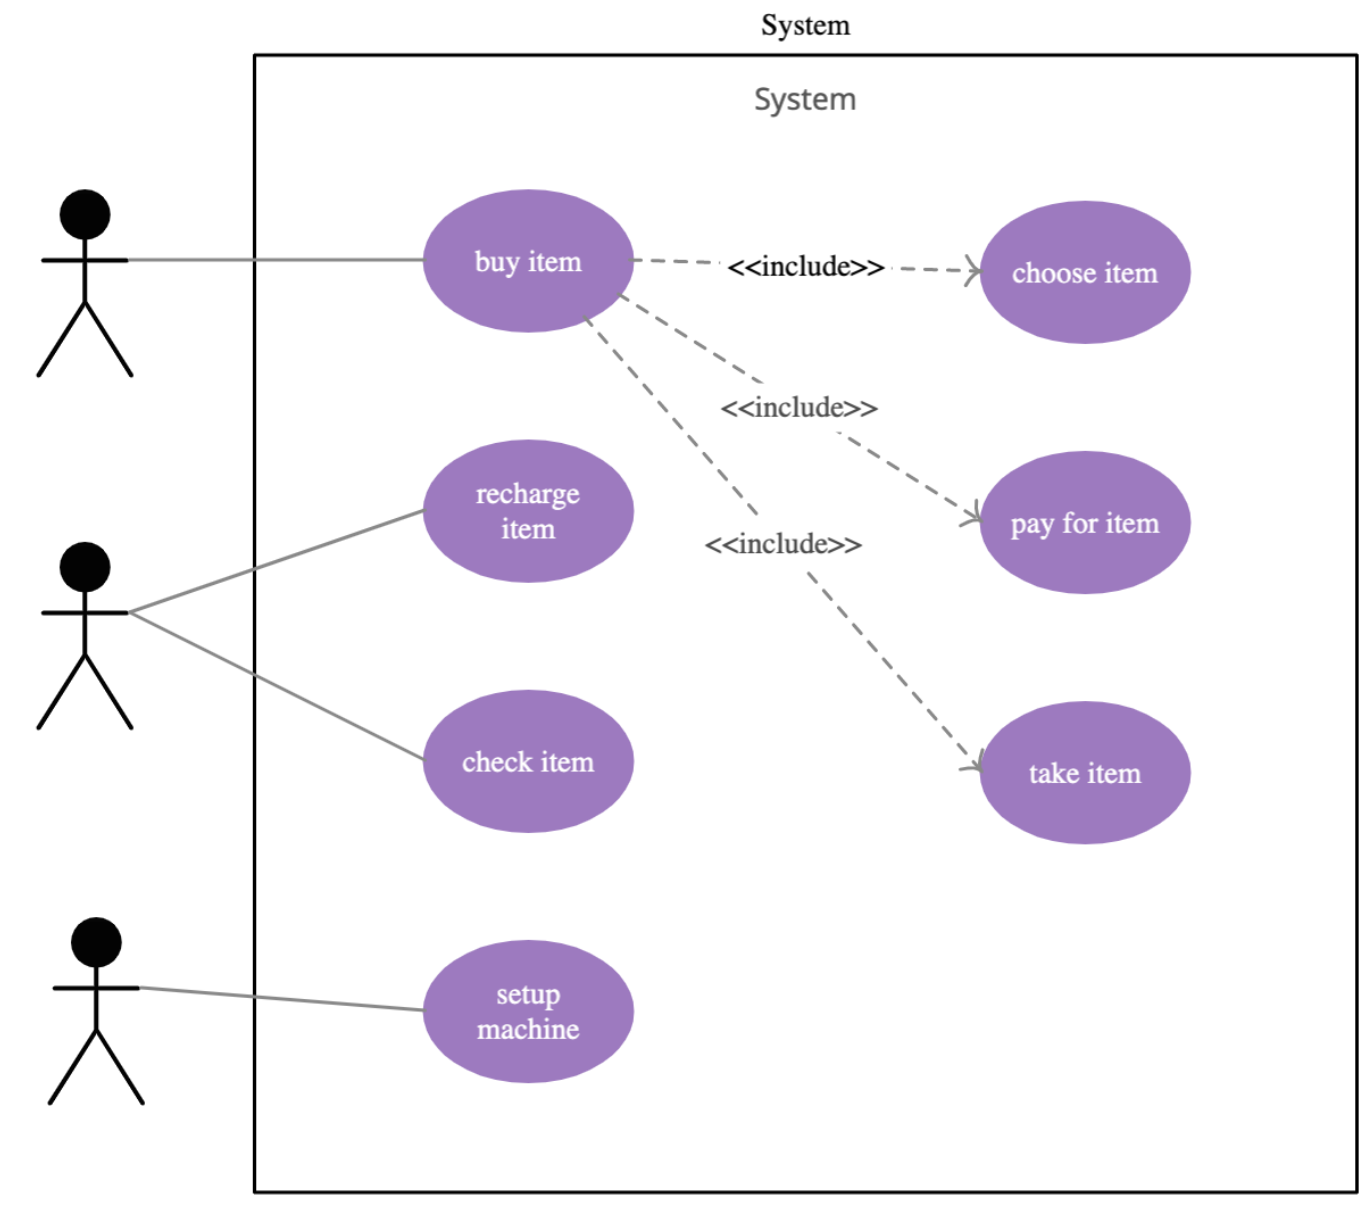 System
System
buy item
<<include>>
choose item
<<include>>
recharge
item
pay for item
<<include>>
check item
take item
setup
machine